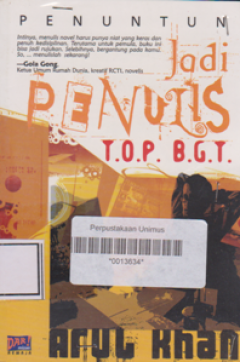 PENUNTUN
Intinya, menulis novel harus punya niat yang keras dan
penuh kedisiplinan. Terutama untuk pemula, buku ini
bisa jadi rujukan. Selebihnya, bergantung pada kamu.
So, ... menulislah sekarang!
—Gola Gong
Ketua Umum Rumah Dunia, kreatif RCTI, novelis
Jadi
PENULIS
T.O.P. B.G.T.
Perpustakaan Unimus
*0013634*
DAR!
AFUL Khan